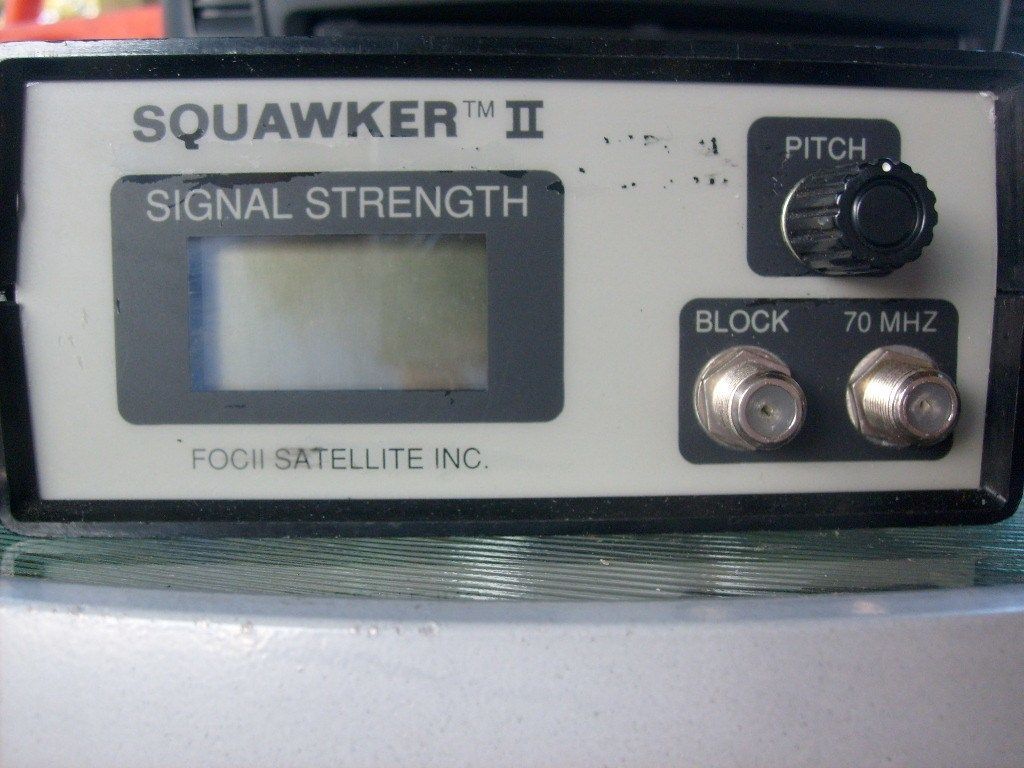 SQUAWKER™ II
SIGNAL STRENGTH
PITCH
BLOCK 70 MHZ
FOCII SATELLITE INC.